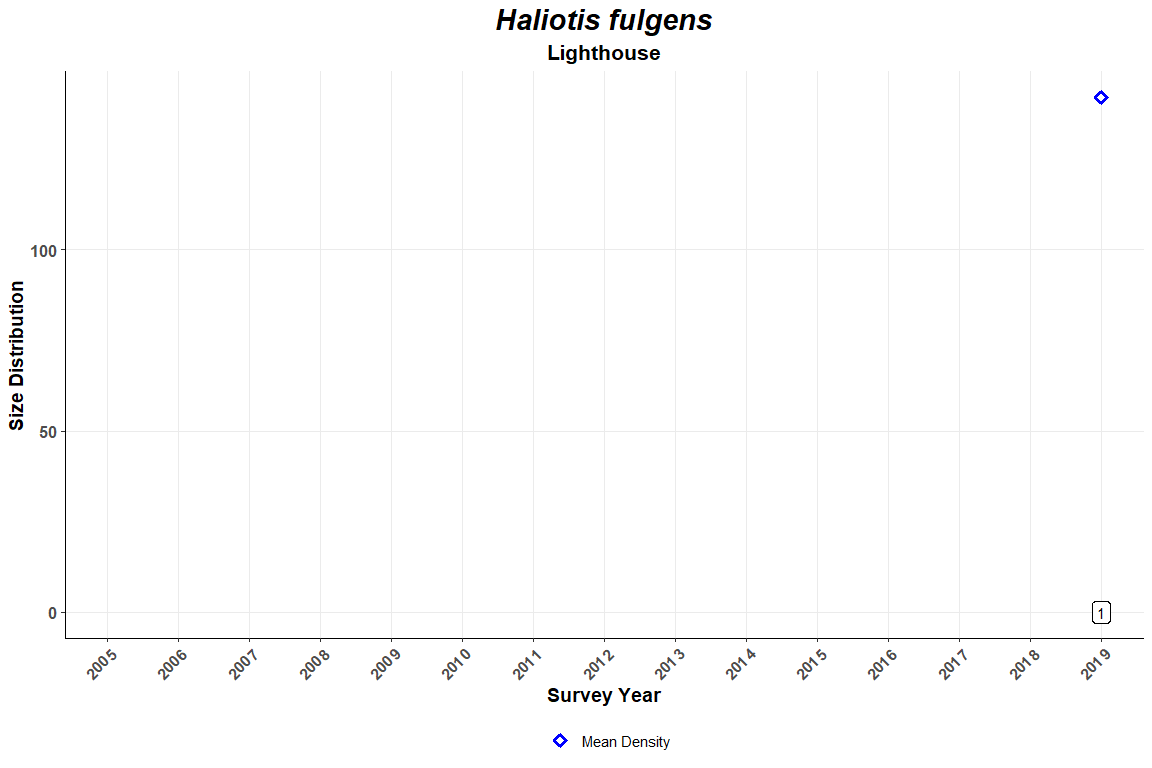 Haliotis fulgens
Lighthouse
Size Distribution
100
50
0
1
2005 2006 2007 2008 2009 2010 2011 2012 2013 2014 2015 2016 2017 2018 2019
Survey Year
Mean Density